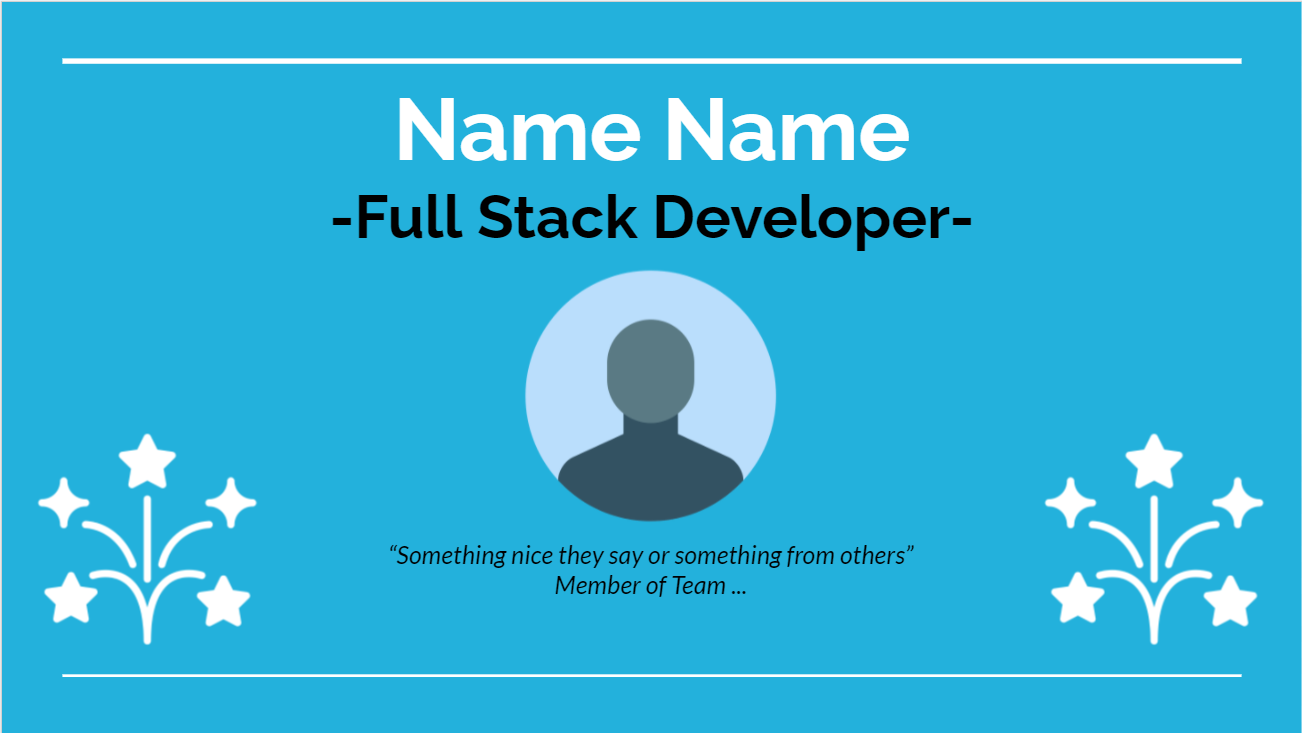 Name Name
-Full Stack Developer-
“Something nice they say or something from others”
Member of Team ...